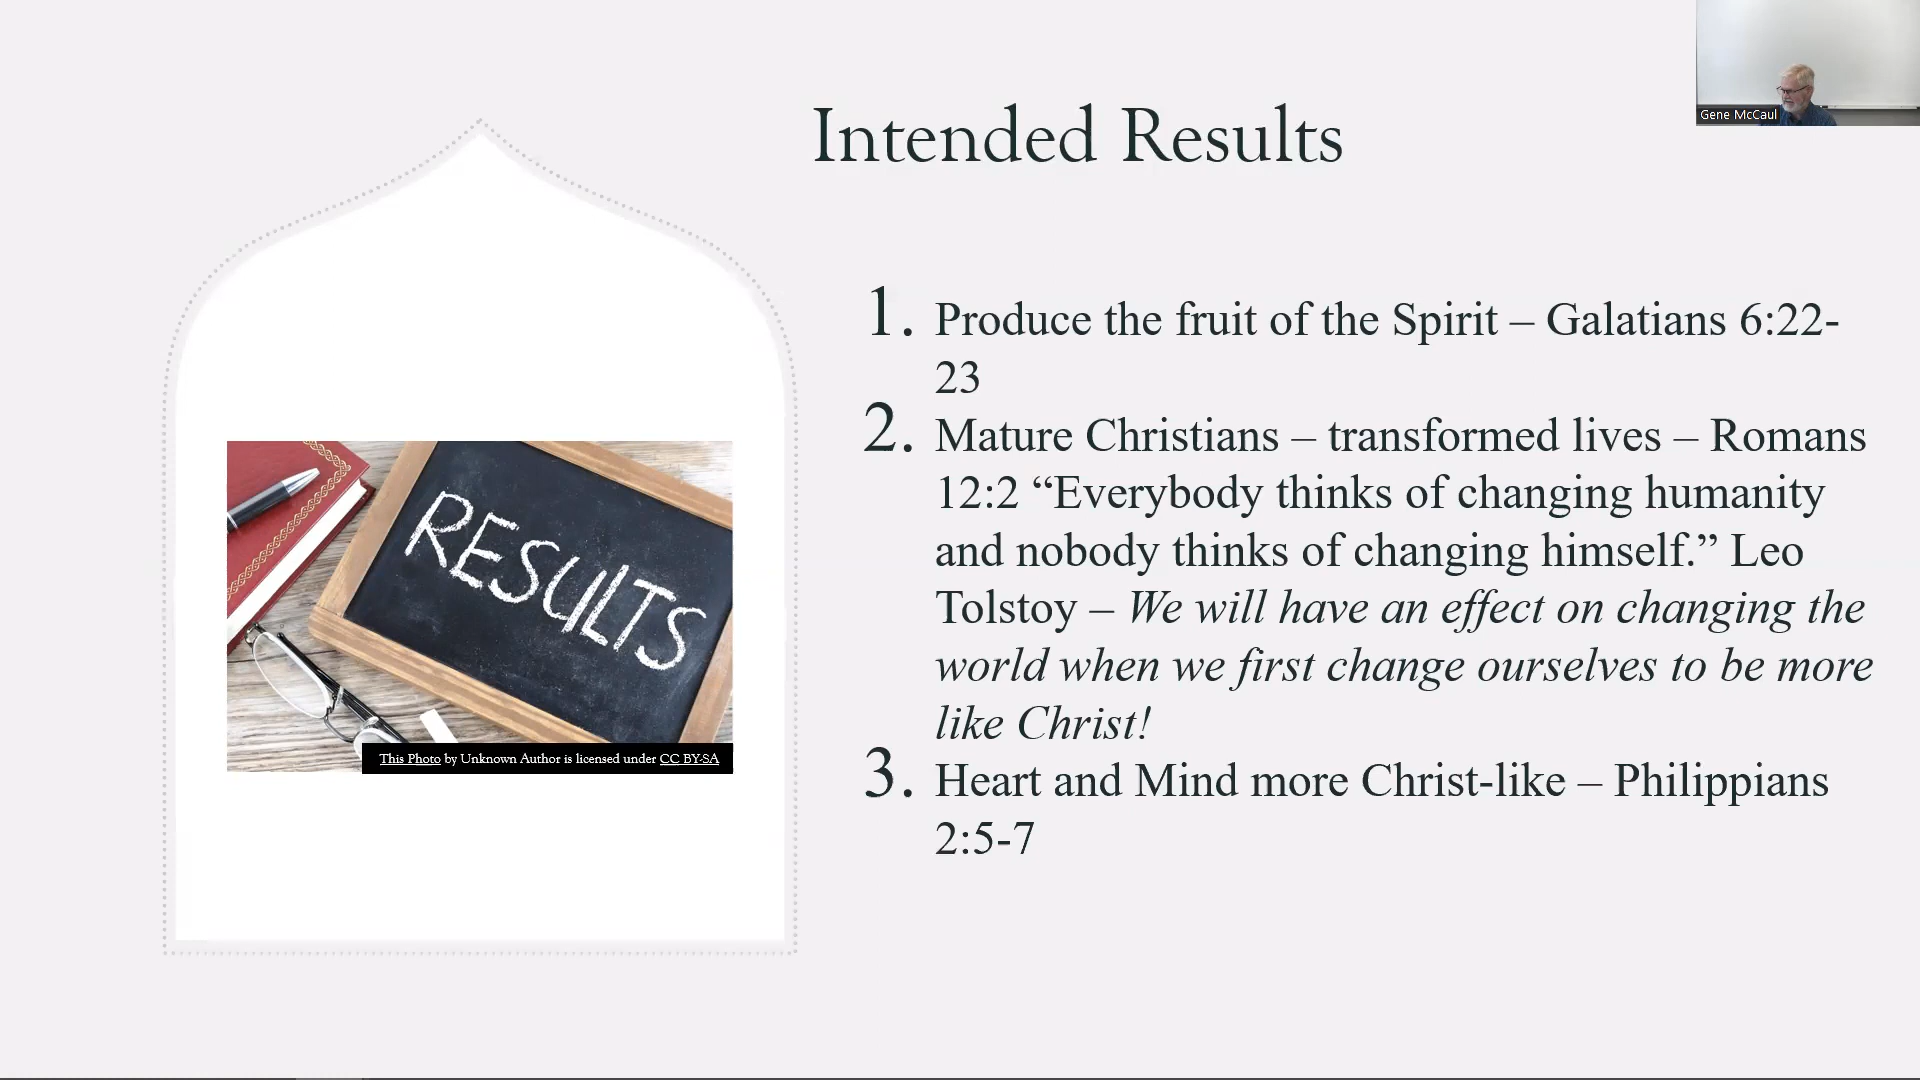 Intended Results
Gene McCaul
1. Produce the fruit of the Spirit – Galatians 6:22-
23
2. Mature Christians – transformed lives – Romans
12:2 “Everybody thinks of changing humanity
and nobody thinks of changing himself.” Leo
Tolstoy – We will have an effect on changing the
world when we first change ourselves to be more
like Christ!
3. Heart and Mind more Christ-like – Philippians
2:5-7
RESULTS
This Photo by Unknown Author is licensed under CC BY-SA